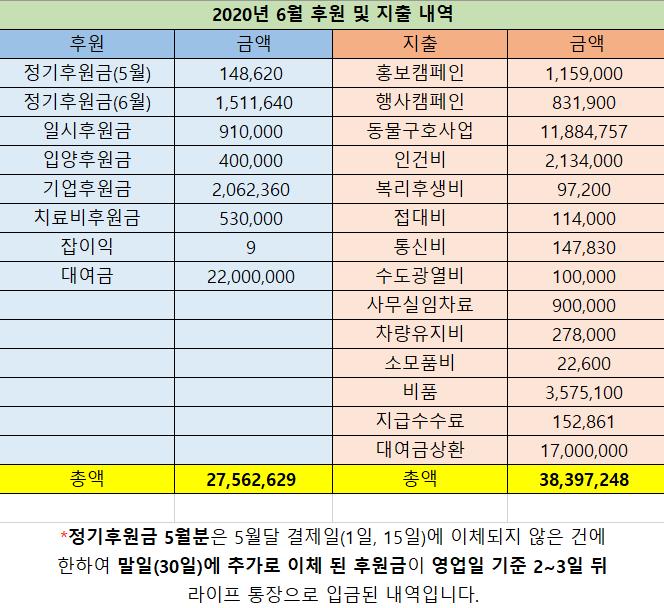 2020년 6월 후원 및 지출 내역
후원 금액 지출 금액
정기후원금(5월) 148,620 홍보캠페인 1,159,000
정기후원금(6월) 1,511,640 행사캠페인 831,900
일시후원금 910,000 동물구호사업 11,884,757
입양후원금 400,000 인건비 2,134,000
기업후원금 2,062,360 복리후생비 97,200
치료비후원금 530,000 접대비 114,000
잡이익 9 통신비 147,830
대여금 22,000,000 수도광열비 100,000
사무실임차료 900,000
차량유지비 278,000
소모품비 22,600
비품 3,575,100
지급수수료 152,861
대여금상환 17,000,000
총액 27,562,629 총액 38,397,248
*정기후원금 5월분은 5월달 결제일(1일, 15일)에 이체되지 않은 건에
한하여 말일(30일)에 추가로 이체 된 후원금이 영업일 기준 2~3일 뒤
라이프 통장으로 입금된 내역입니다.